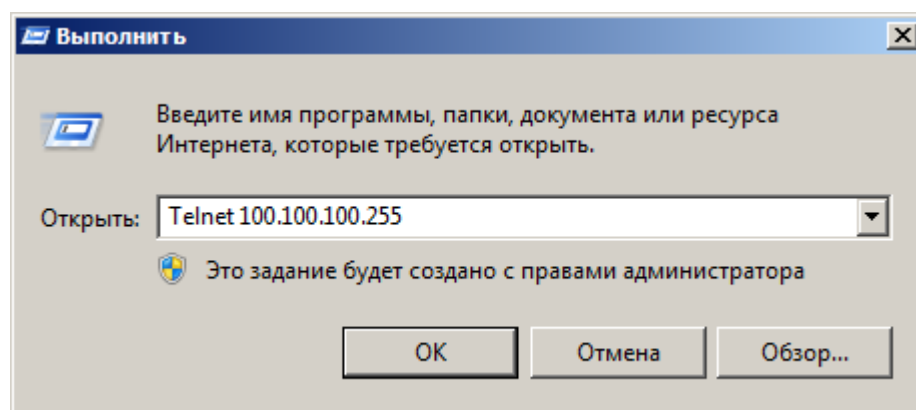 Выполнить
Введите имя программы, папки, документа или ресурса
Интернета, которые требуется открыть.
Открыть: Telnet 100.100.100.255
Это задание будет создано с правами администратора
ОК Отмена Обзор...